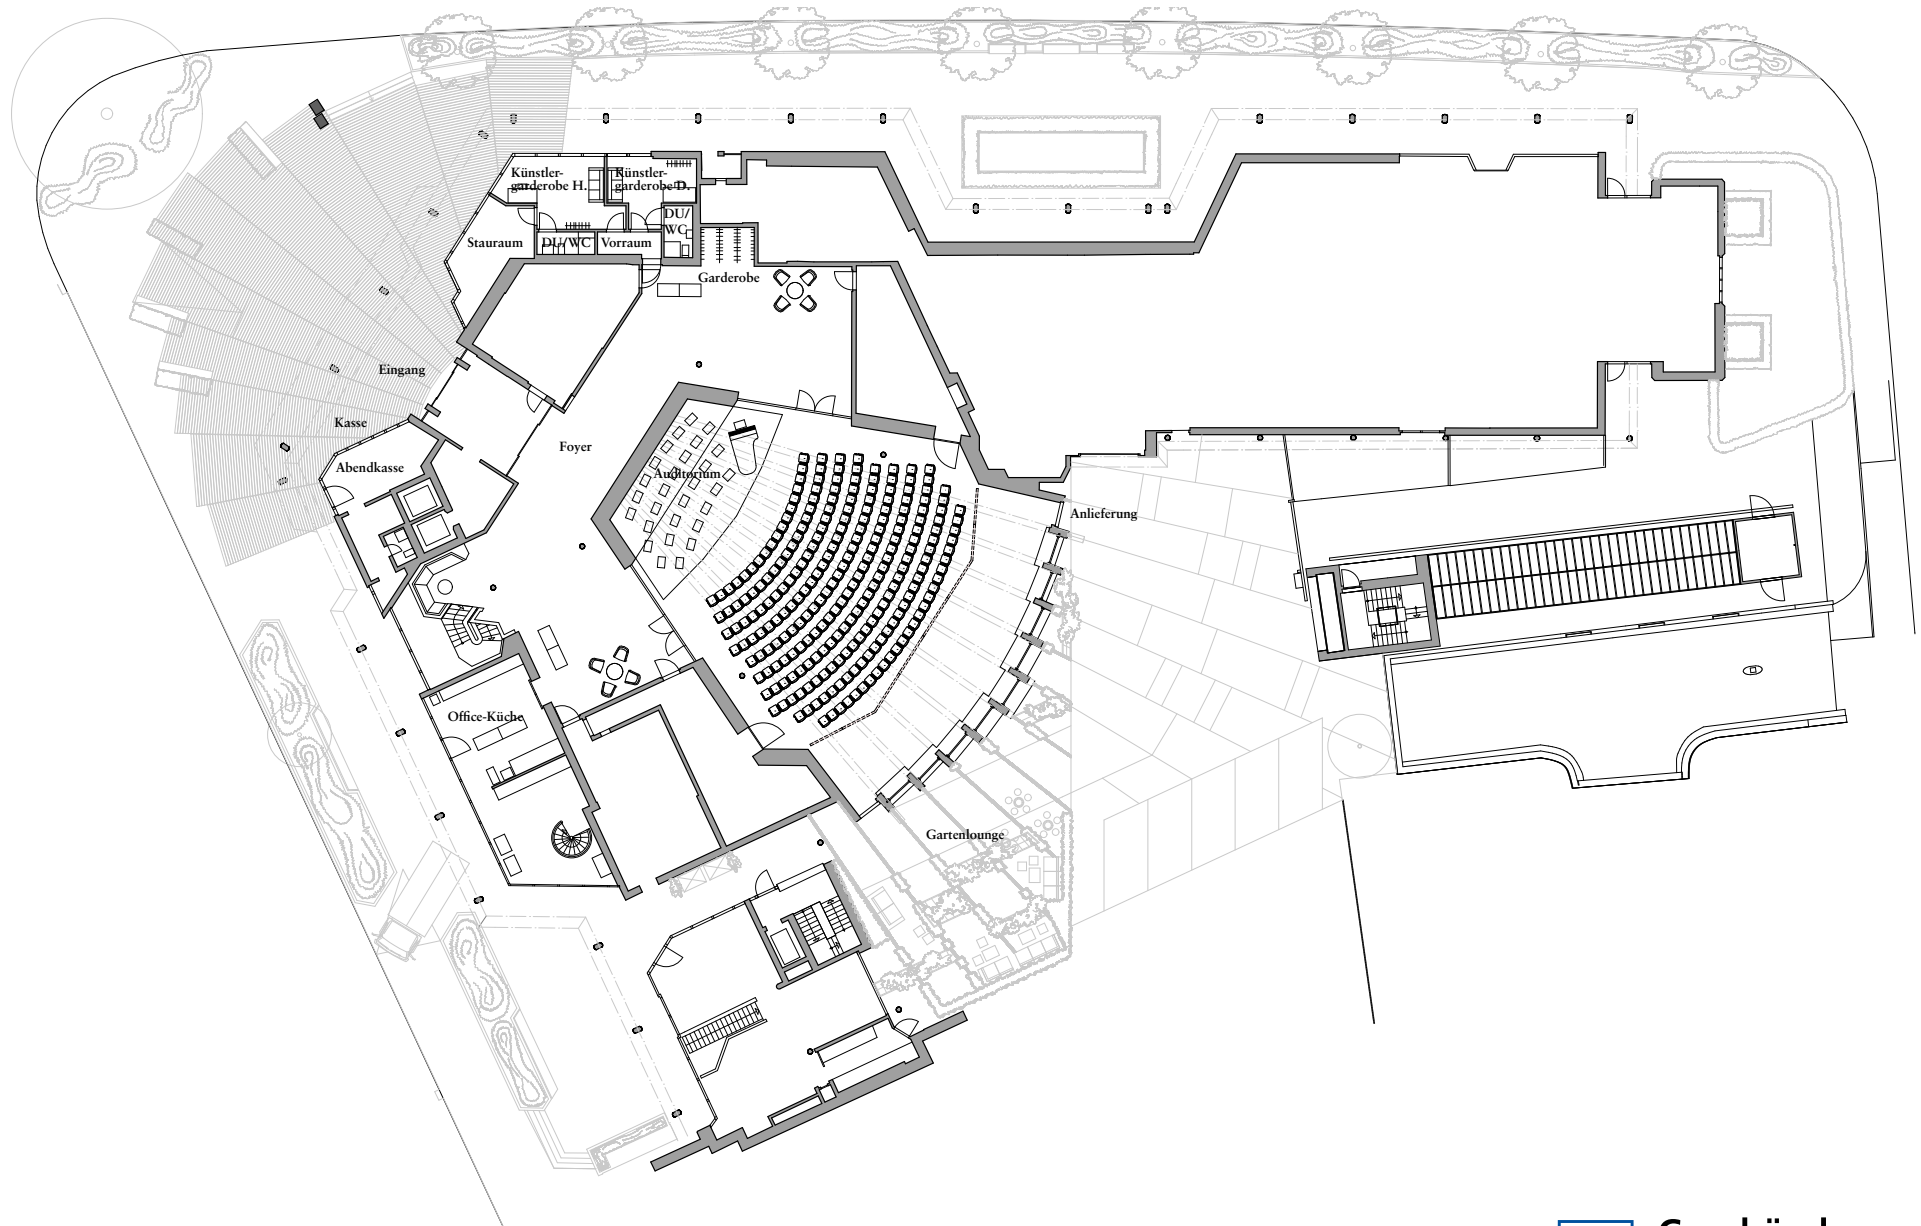 Künstler-
garderobe H.
Künstler-
garderobe D.
DU/
WC
Stauraum
DU/WC
Vorraum
Garderobe
Eingang
Kasse
Foyer
Abendkasse
Auditorium
Anlieferung
Office-Küche
Gartenlounge